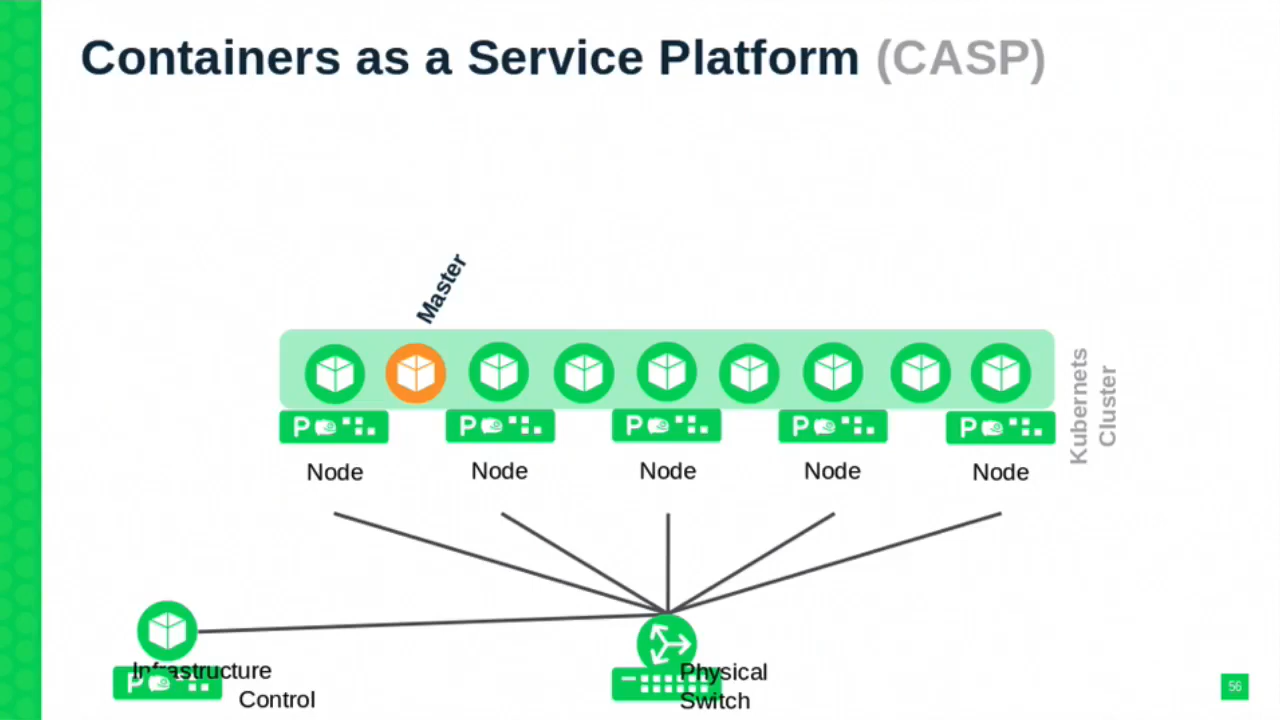 Containers as a Service Platform (CASP)
Master
Kubernets
Cluster
P
P
P
P
P
Node
Node
Node
Node
Node
Infrastructure
Control
P
Physical
Switch
56